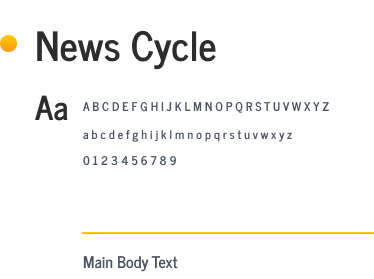 News Cycle
Aa
A B C D E F G H I J K L M N O P Q R S T U V W X Y Z
a b c d e f g h i j k l m n o p q r s t u v w x y z
0 1 2 3 4 5 6 7 8 9
Main Body Text